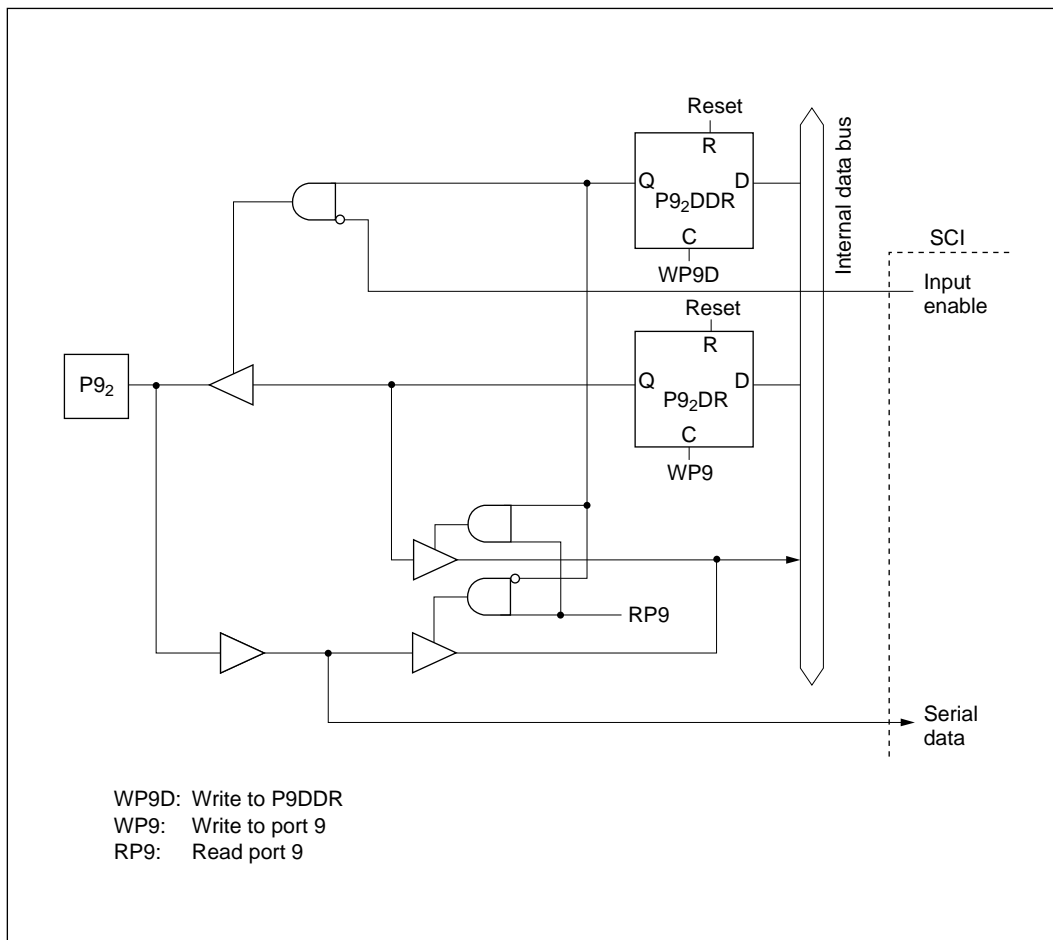 Reset
R
Q
D
P9₂DDR
C
WP9D
Internal data bus
SCI
Input
enable
Reset
R
Q
D
P9₂DR
C
WP9
P9₂
RP9
Serial
data
WP9D: Write to P9DDR
WP9: Write to port 9
RP9: Read port 9